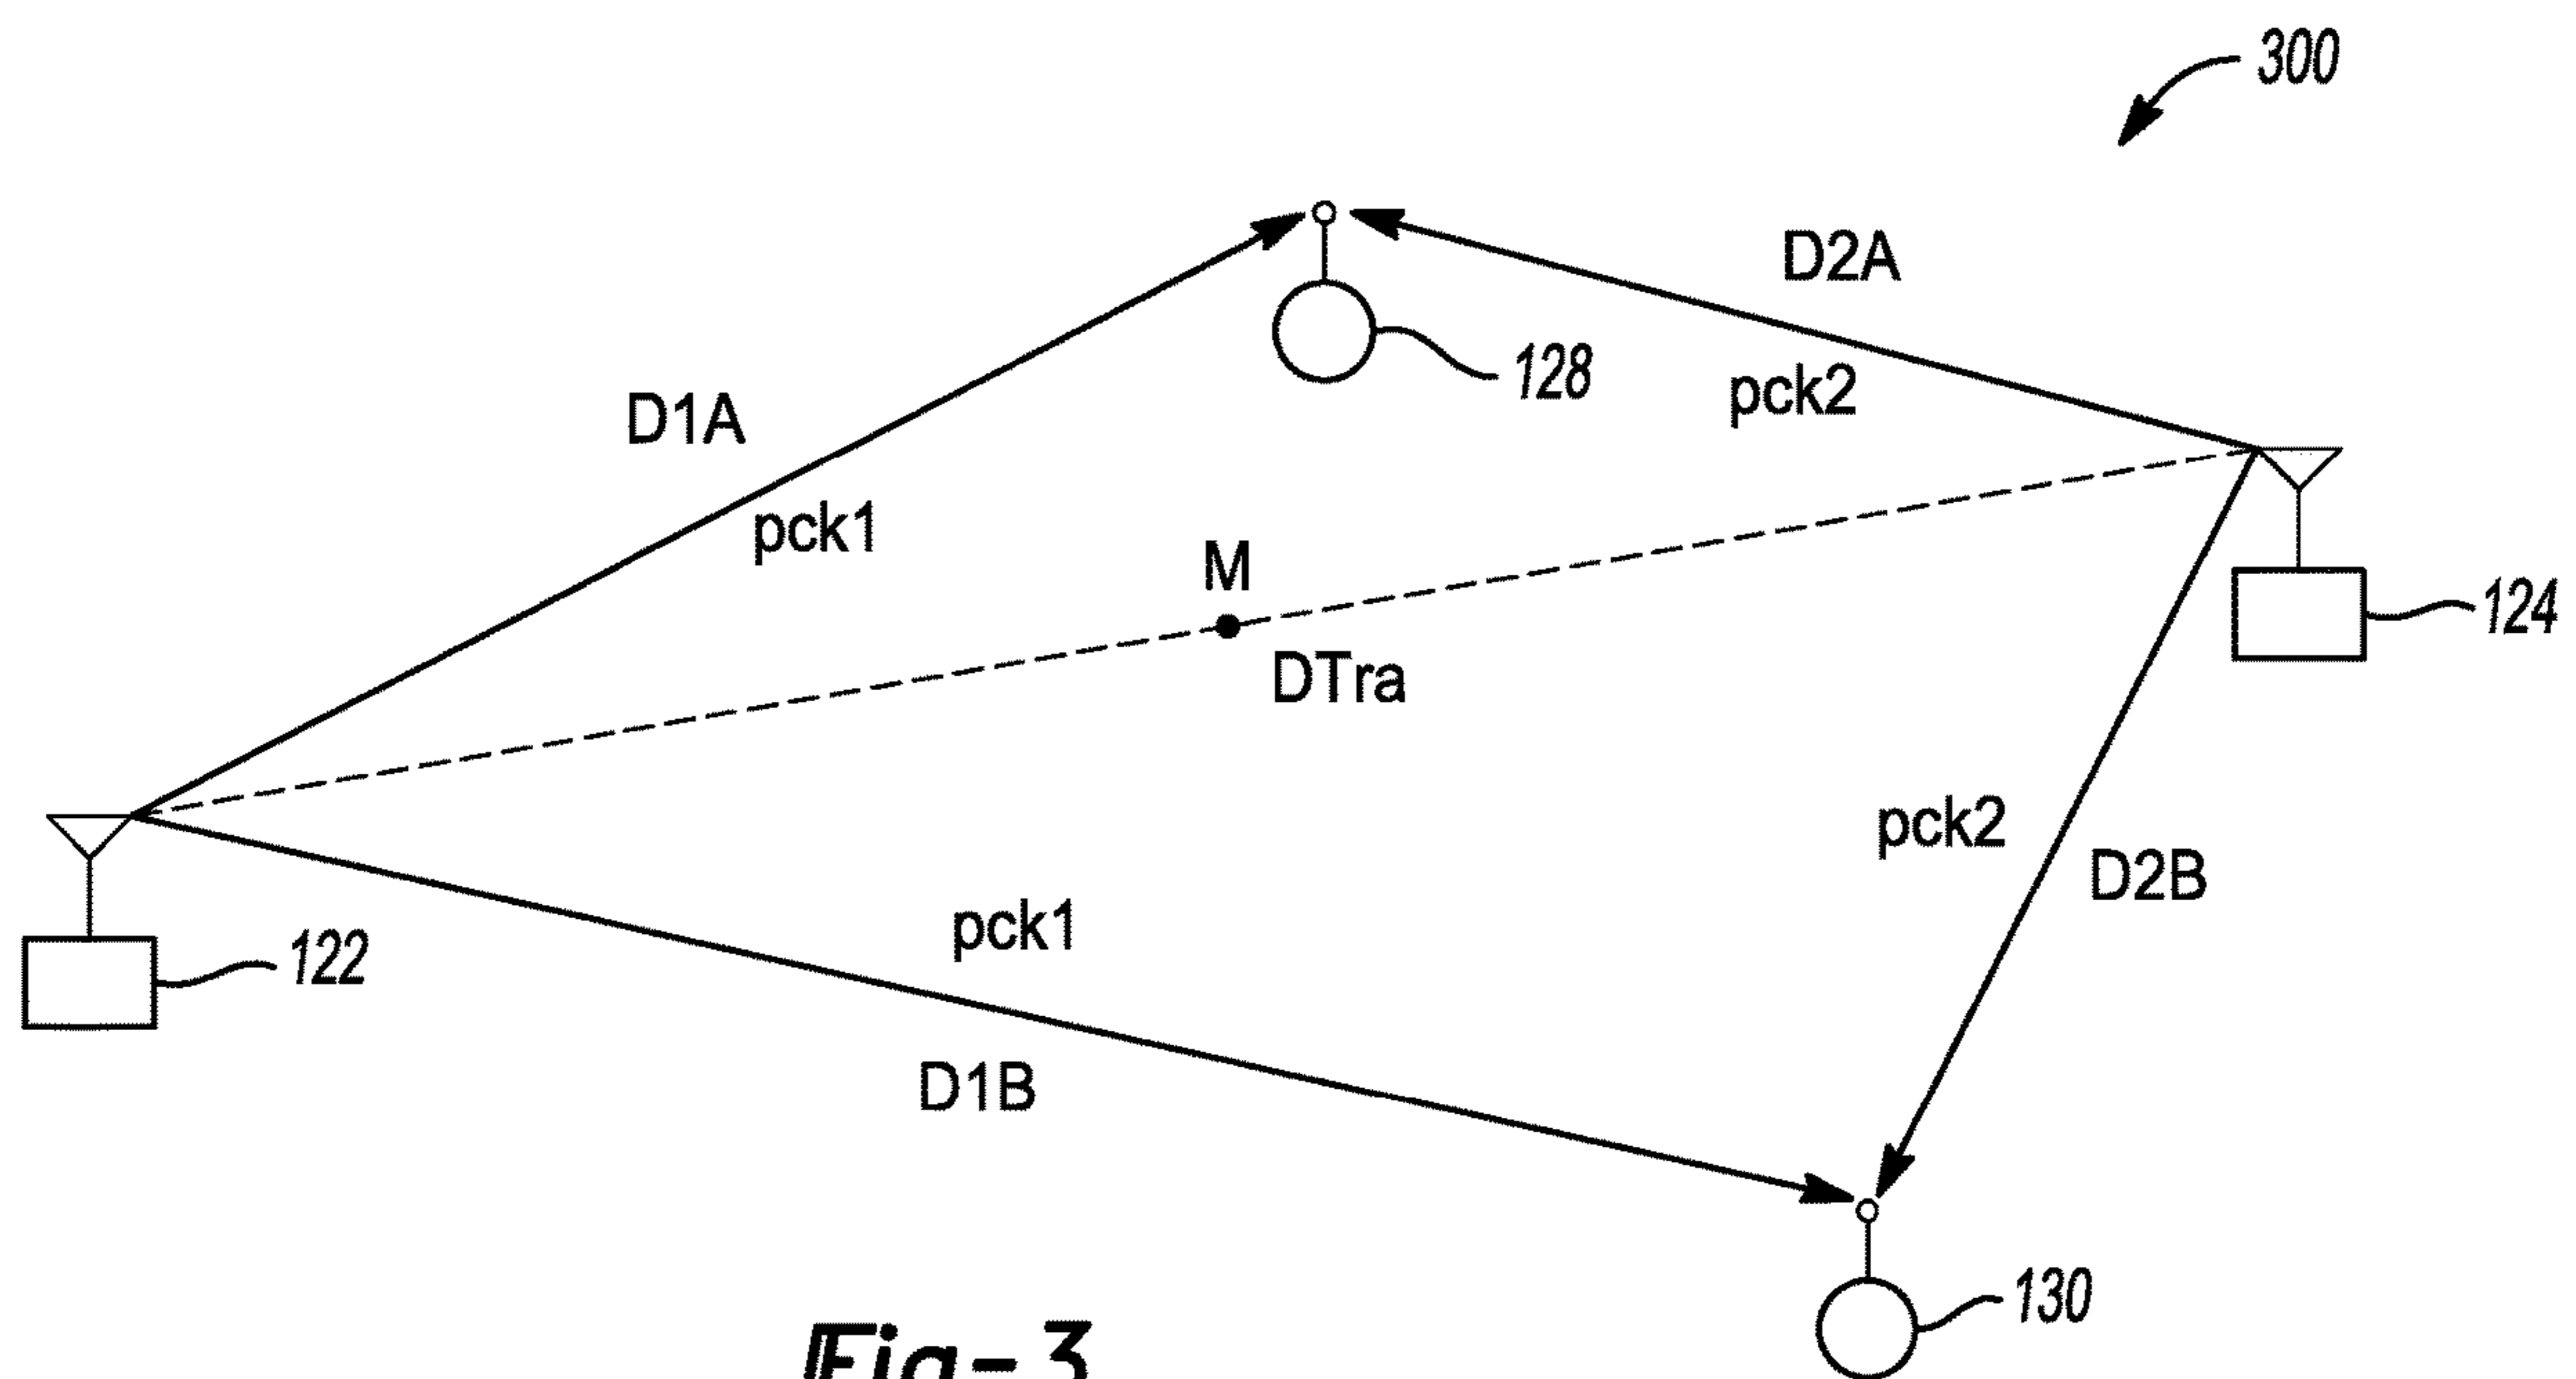 300
D2A
128
pck2
D1A
pck1
M
DTra
124
pck2
D2B
pck1
122
D1B
130
Fig-3